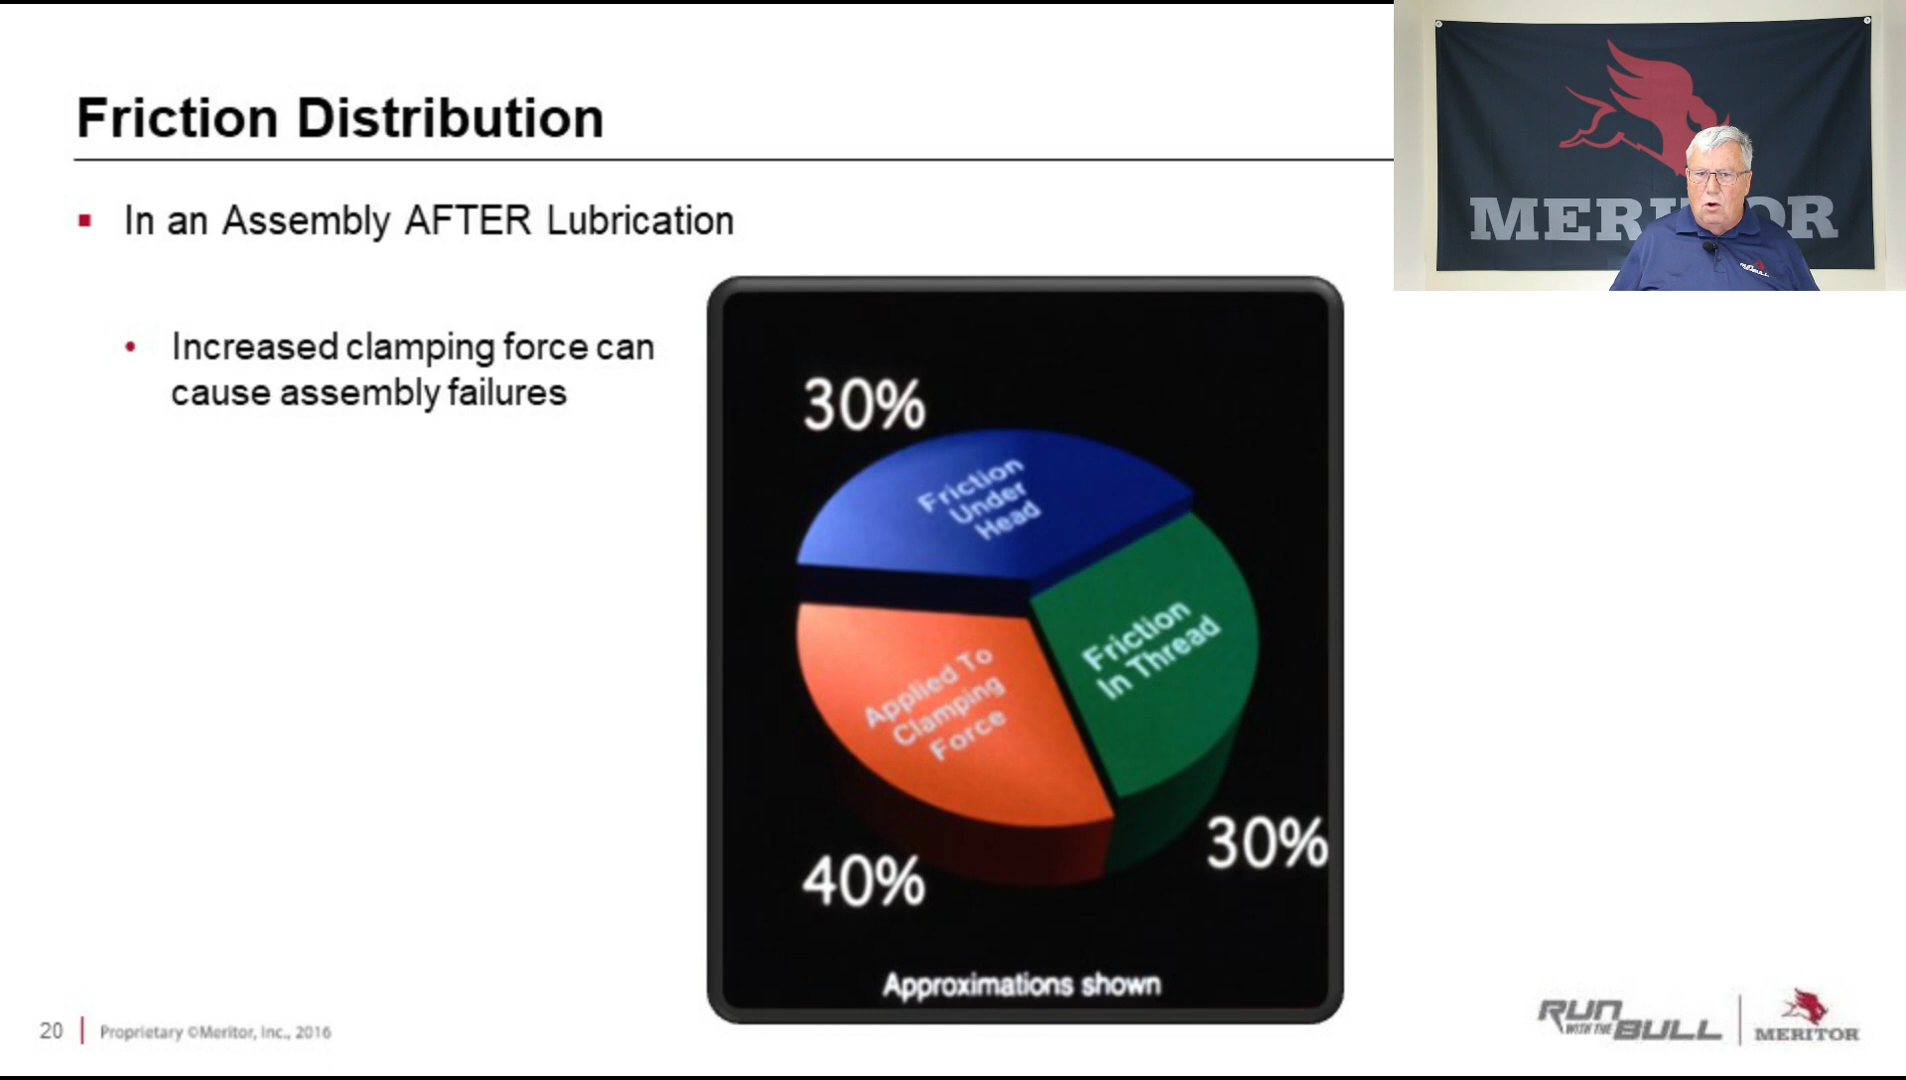 Friction Distribution
In an Assembly AFTER Lubrication
Increased clamping force can
cause assembly failures
30%
Friction
Under
Head
Friction
In Thread
Applied To
Clamping
Force
40%
30%
Approximations shown
20
Proprietary ©Meritor, Inc., 2016
RUN
WITH THE BULL
MERITOR